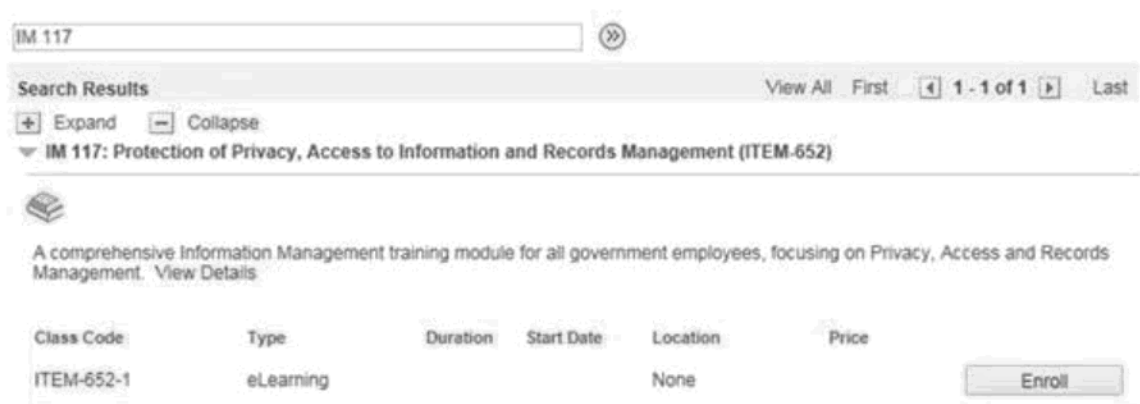 IM 117
Search Results View All First 1 - 1 of 1 Last
Expand Collapse
IM 117: Protection of Privacy, Access to Information and Records Management (ITEM-652)
A comprehensive Information Management training module for all government employees, focusing on Privacy, Access and Records
Management. View Details
Class Code Type Duration Start Date Location Price
ITEM-652-1 eLearning None Enroll